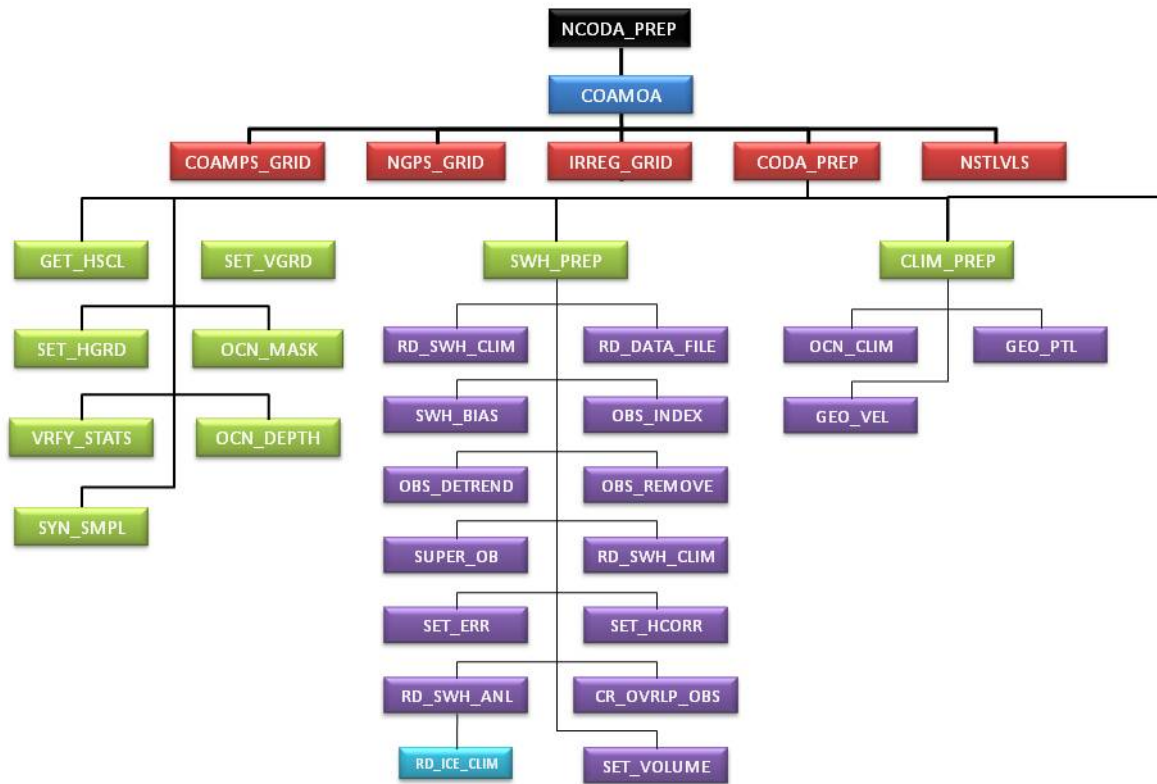 NCODA_PREP
COAMOA
COAMPS_GRID
NGPS_GRID
IRREG_GRID
CODA_PREP
NSTLVLS
GET_HSCL
SET_VGRD
SWH_PREP
CLIM_PREP
SET_HGRD
OCN_MASK
RD_SWH_CLIM
RD_DATA_FILE
OCN_CLIM
GEO_PTL
VRFY_STATS
OCN_DEPTH
SWH_BIAS
OBS_INDEX
GEO_VEL
OBS_DETREND
OBS_REMOVE
SYN_SMPL
SUPER_OB
RD_SWH_CLIM
SET_ERR
SET_HCORR
RD_SWH_ANL
CR_OVRLP_OBS
RD_ICE_CLIM
SET_VOLUME